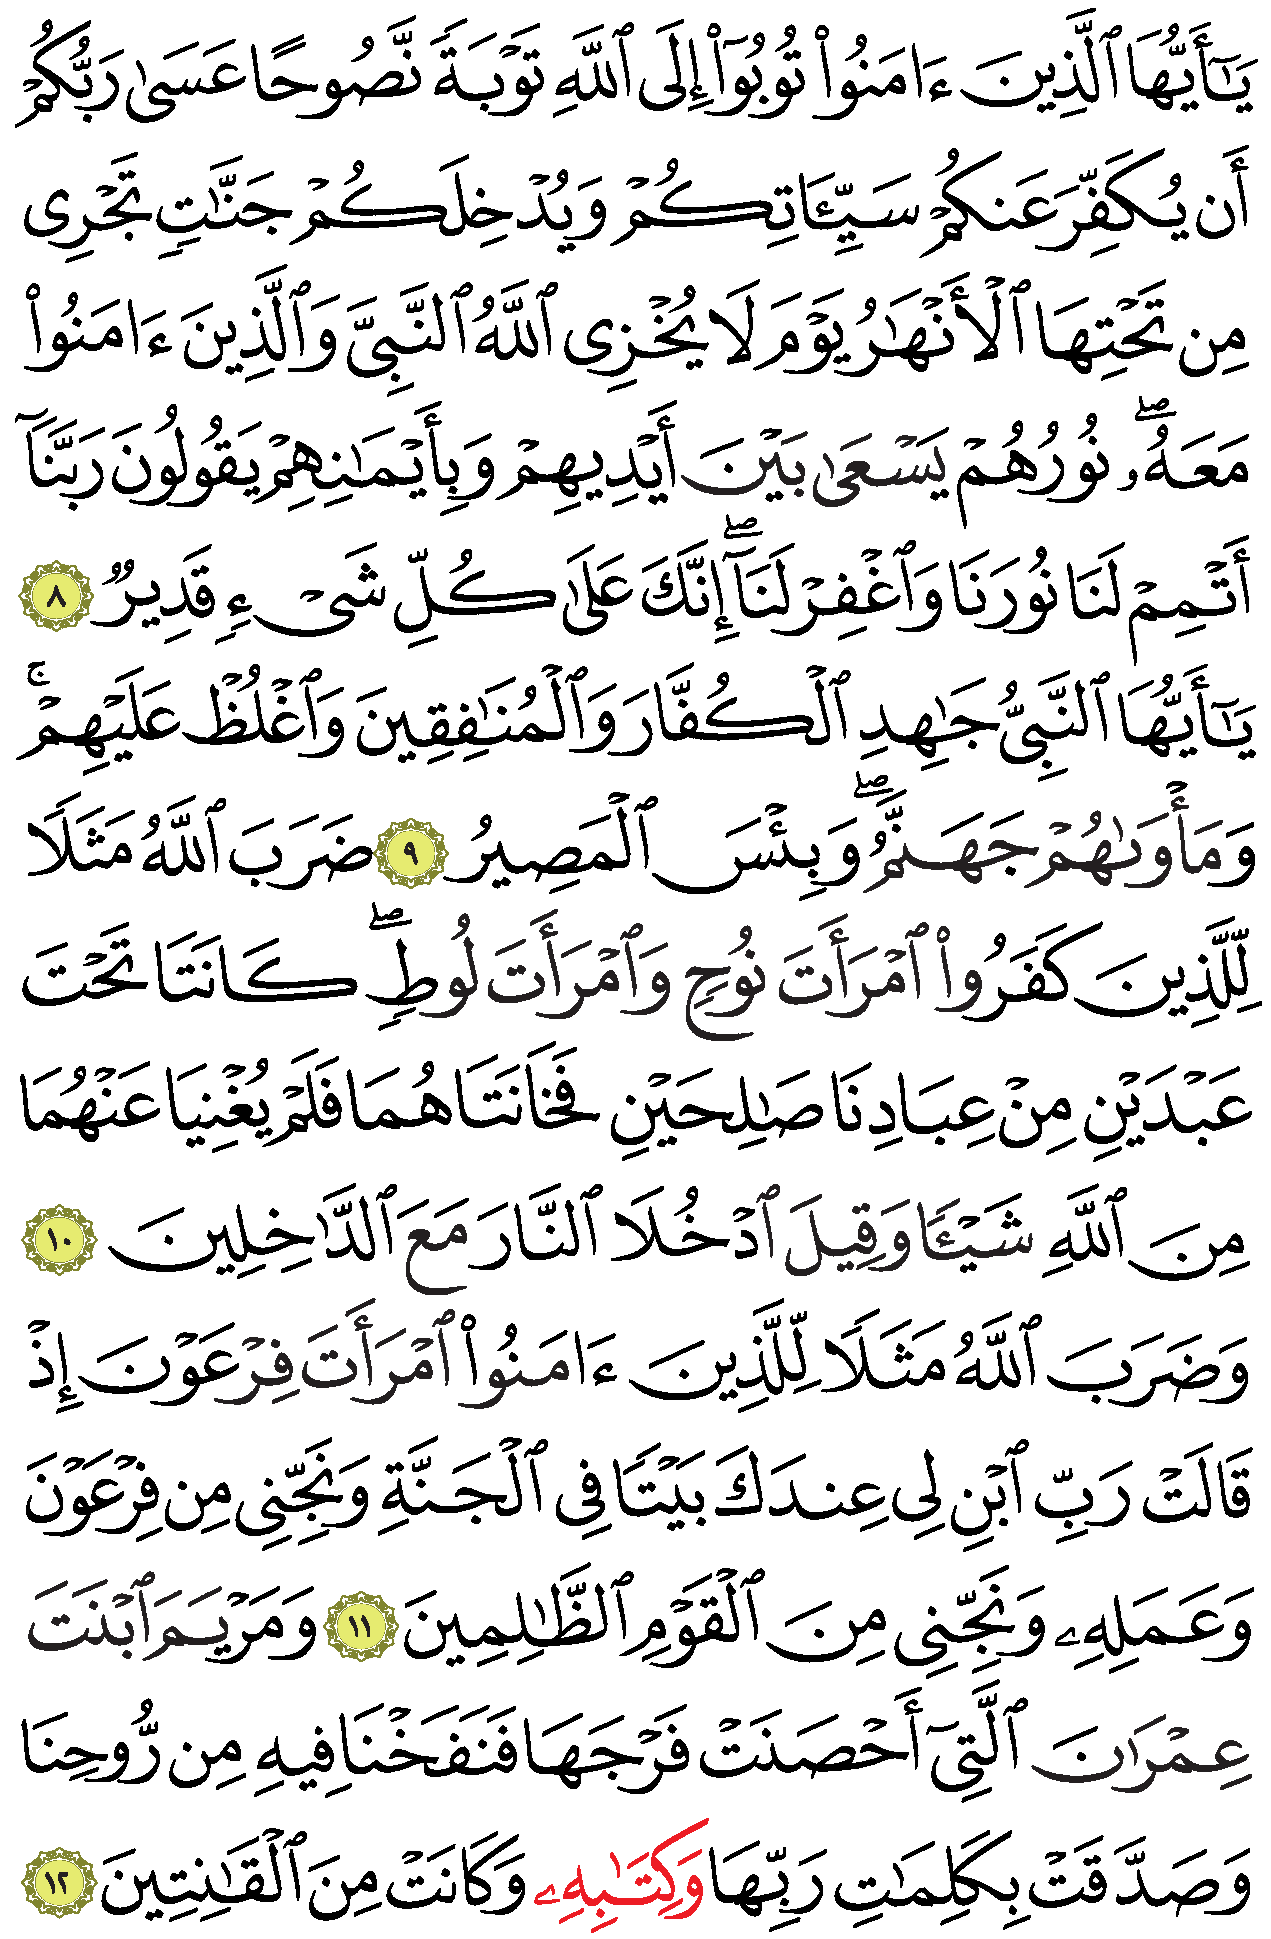 يَـٰٓأَيُّهَا ٱلَّذِينَ ءَامَنُوا۟ تُوبُوٓا۟ إِلَى ٱللَّهِ تَوْبَةً نَّصُوحًا عَسَىٰ رَبُّكُمْ
أَن يُكَفِّرَ عَنكُمْ سَيِّـَٔاتِكُمْ وَيُدْخِلَكُمْ جَنَّـٰتٍ تَجْرِى
مِن تَحْتِهَا ٱلْأَنْهَـٰرُ يَوْمَ لَا يُخْزِى ٱللَّهُ ٱلنَّبِىَّ وَٱلَّذِينَ ءَامَنُوا۟
مَعَهُۥ ۖ نُورُهُمْ يَسْعَىٰ بَيْنَ أَيْدِيهِمْ وَبِأَيْمَـٰنِهِمْ يَقُولُونَ رَبَّنَآ
أَتْمِمْ لَنَا نُورَنَا وَٱغْفِرْ لَنَآ ۖ إِنَّكَ عَلَىٰ كُلِّ شَىْءٍ قَدِيرٌ ٨
يَـٰٓأَيُّهَا ٱلنَّبِىُّ جَـٰهِدِ ٱلْكُفَّارَ وَٱلْمُنَـٰفِقِينَ وَٱغْلُظْ عَلَيْهِمْ ۚ
وَمَأْوَىٰهُمْ جَهَنَّمُ ۖ وَبِئْسَ ٱلْمَصِيرُ ٩ ضَرَبَ ٱللَّهُ مَثَلًا
لِّلَّذِينَ كَفَرُوا۟ ٱمْرَأَتَ نُوحٍ وَٱمْرَأَتَ لُوطٍ ۖ كَانَتَا تَحْتَ
عَبْدَيْنِ مِنْ عِبَادِنَا صَـٰلِحَيْنِ فَخَانَتَاهُمَا فَلَمْ يُغْنِيَا عَنْهُمَا
مِنَ ٱللَّهِ شَيْـًٔا وَقِيلَ ٱدْخُلَا ٱلنَّارَ مَعَ ٱلدَّٰخِلِينَ ١٠
وَضَرَبَ ٱللَّهُ مَثَلًا لِّلَّذِينَ ءَامَنُوا۟ ٱمْرَأَتَ فِرْعَوْنَ إِذْ
قَالَتْ رَبِّ ٱبْنِ لِى عِندَكَ بَيْتًا فِى ٱلْجَنَّةِ وَنَجِّنِى مِن فِرْعَوْنَ
وَعَمَلِهِۦ وَنَجِّنِى مِنَ ٱلْقَوْمِ ٱلظَّـٰلِمِينَ ١١ وَمَرْيَمَ ٱبْنَتَ
عِمْرَٰنَ ٱلَّتِىٓ أَحْصَنَتْ فَرْجَهَا فَنَفَخْنَا فِيهِ مِن رُّوحِنَا
وَصَدَّقَتْ بِكَلِمَـٰتِ رَبِّهَا وَكِتَـٰبِهِۦ وَكَانَتْ مِنَ ٱلْقَـٰنِتِينَ ١٢